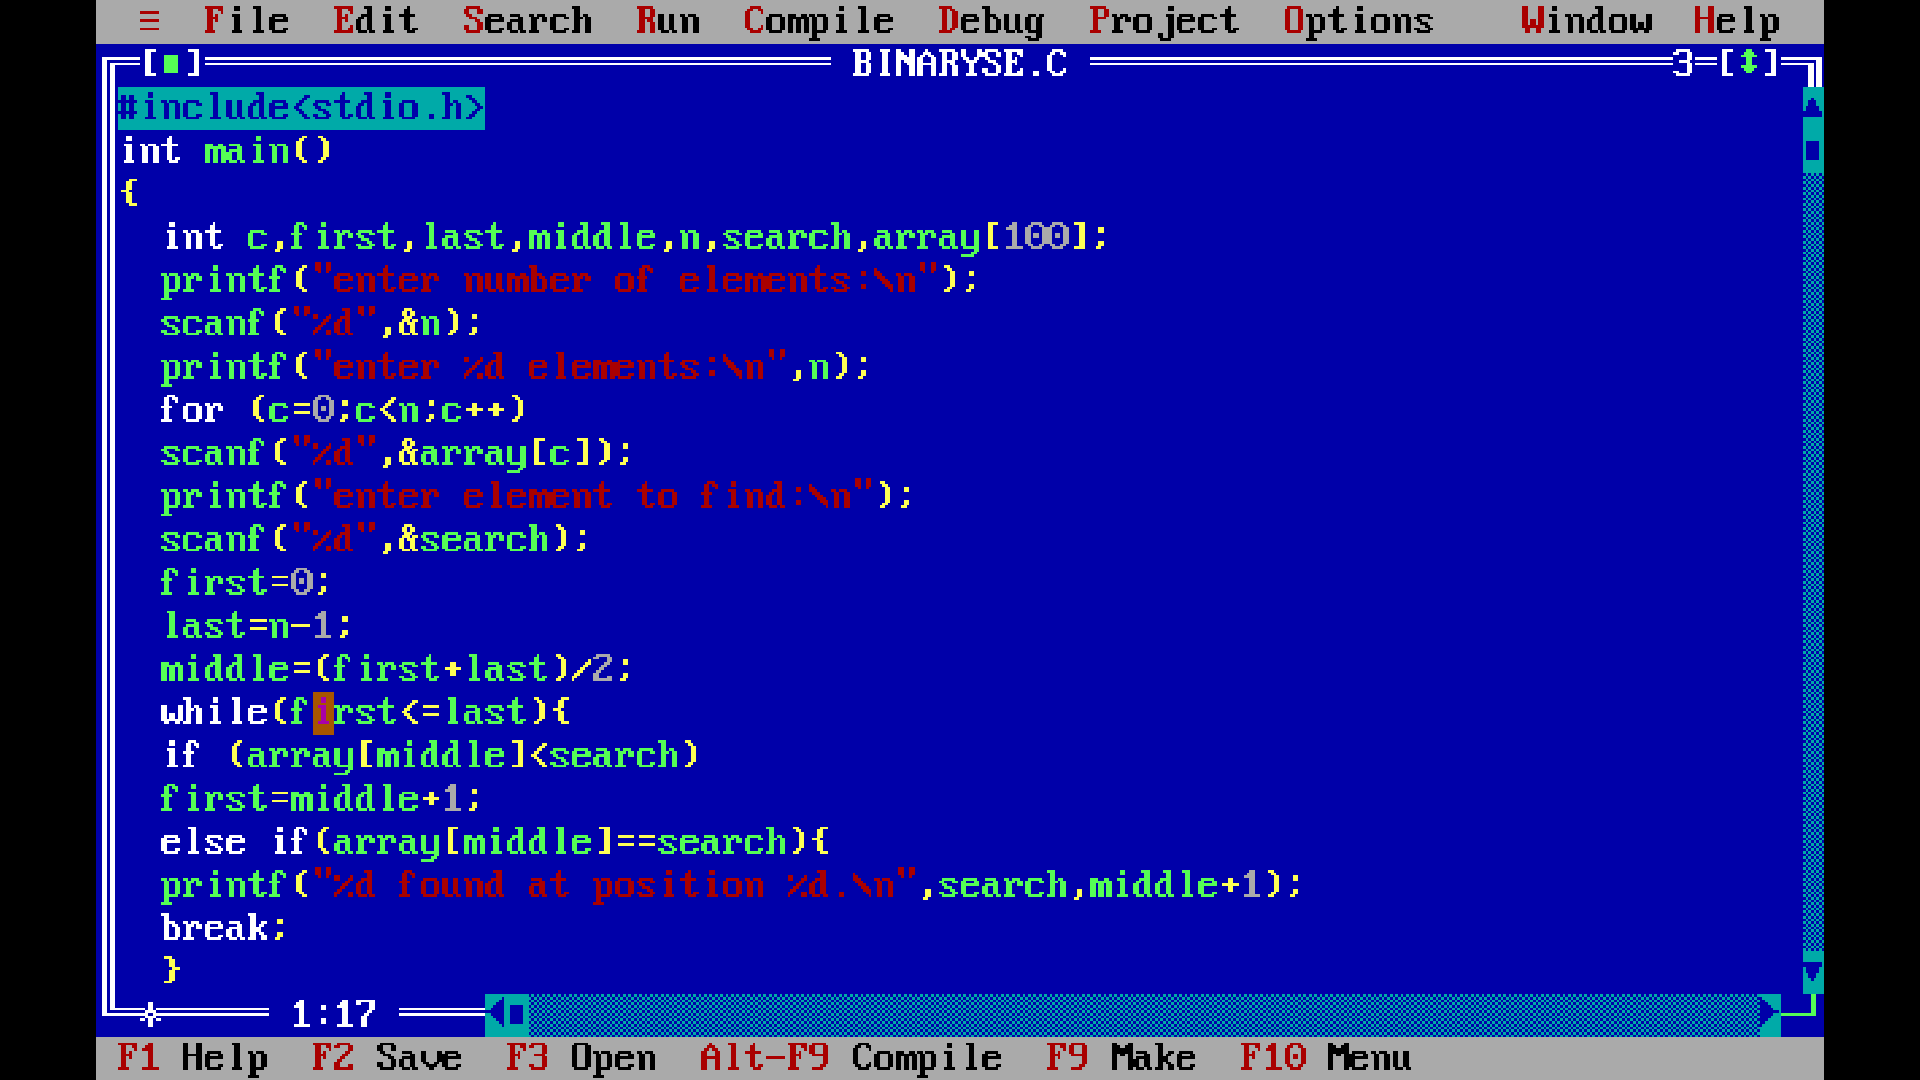 ≡ File Edit Search Run Compile Debug Project Options Window Help
[■] BINARYSE.C 3=[↕]
#include<stdio.h>
int main()
{
int c,first,last,middle,n,search,array[100];
printf("enter number of elements:\n");
scanf("%d",&n);
printf("enter %d elements:\n",n);
for (c=0;c<n;c++)
scanf("%d",&array[c]);
printf("enter element to find:\n");
scanf("%d",&search);
first=0;
last=n-1;
middle=(first+last)/2;
while(first<=last){
if (array[middle]<search)
first=middle+1;
else if(array[middle]==search){
printf("%d found at position %d.\n",search,middle+1);
break;
}
1:17
F1 Help F2 Save F3 Open Alt-F9 Compile F9 Make F10 Menu